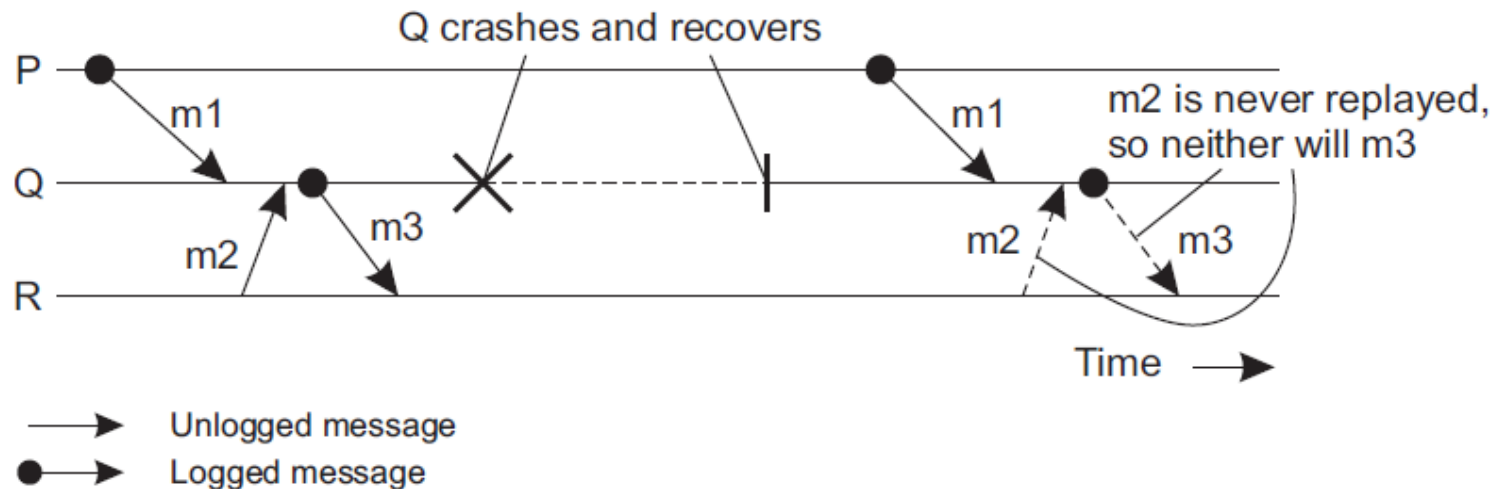 Q crashes and recovers
P
m1
m1
m2 is never replayed,
so neither will m3
Q
m2
m3
m2
m3
R
Time
Unlogged message
Logged message